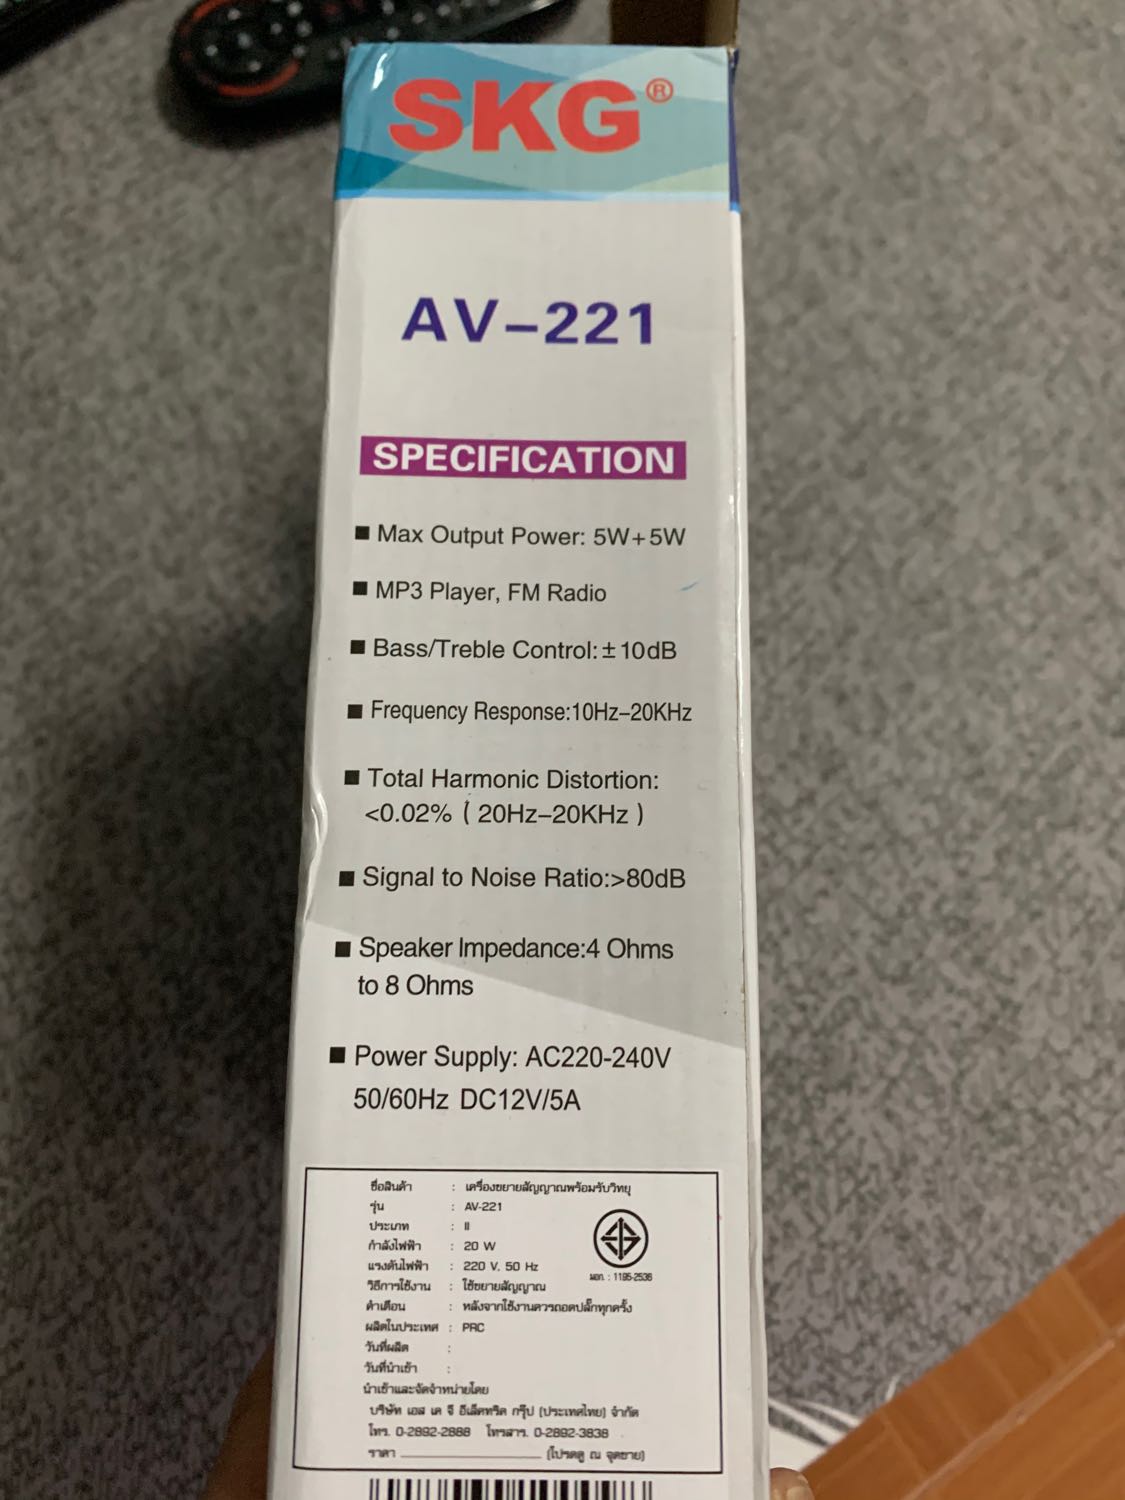 SKG®
AV-221
SPECIFICATION
■ Max Output Power: 5W+5W
■ MP3 Player, FM Radio
■ Bass/Treble Control:±10dB
■ Frequency Response:10Hz-20KHz
■ Total Harmonic Distortion:
<0.02% ( 20Hz-20KHz )
■ Signal to Noise Ratio:>80dB
■ Speaker Impedance:4 Ohms
to 8 Ohms
■ Power Supply: AC220-240V
50/60Hz DC12V/5A
ชื่อสินค้า : เครื่องขยายสัญญาณพร้อมรับวิทยุ
รุ่น : AV-221
ประเภท : II
กำลังไฟฟ้า : 20 W
แรงดันไฟฟ้า : 220 V, 50 Hz
มอก. : 1195-2536
วิธีการใช้งาน : ใช้ขยายสัญญาณ
คำเตือน : หลังจากใช้งานควรถอดปลั๊กทุกครั้ง
ผลิตในประเทศ : PRC
วันที่ผลิต :
วันที่นำเข้า :
นำเข้าและจัดจำหน่ายโดย
บริษัท เอส เค จี อีเล็คทริค กรุ๊ป (ประเทศไทย) จำกัด
โทร. 0-2892-2888 โทรสาร. 0-2892-3838
ราคา ____________ (โปรดดู ณ จุดขาย)